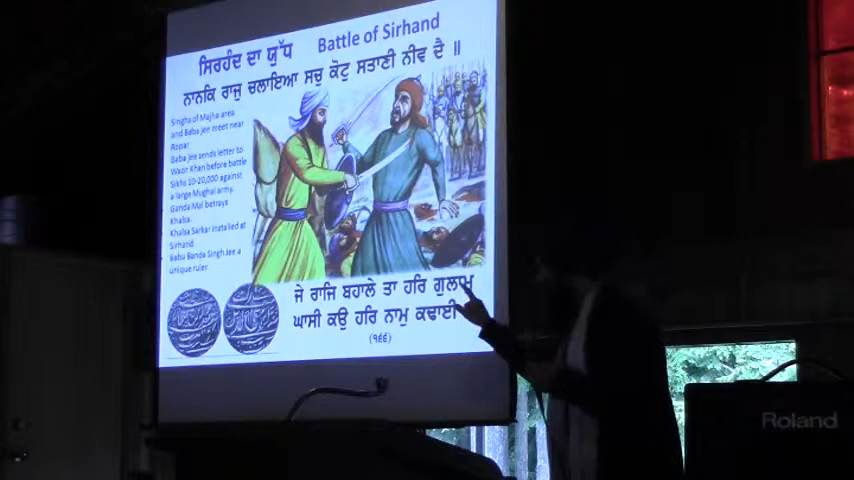 ਸਿਰਹੰਦ ਦਾ ਯੁੱਧ Battle of Sirhand
ਨਾਨਕਿ ਰਾਜੁ ਚਲਾਇਆ ਸਚੁ ਕੋਟੁ ਸਤਾਣੀ ਨੀਵ ਦੈ ॥
Singhs of Majha area
and Baba Jee meet near
Ropar
Baba Jee sends letter to
Wazir Khan before battle
Sikhs 10-20,000 against
a large Mughal army.
Ganda Mal betrays
Khalsa.
Khalsa Sarkar installed at
Sirhand.
Baba Banda Singh Jee a
unique ruler.
ਜੇ ਰਾਜਿ ਬਹਾਲੇ ਤਾ ਹਰਿ ਗੁਲਾਮੁ
ਘਾਸੀ ਕਉ ਹਰਿ ਨਾਮੁ ਕਢਾਈ
(੧੬੬)
Roland